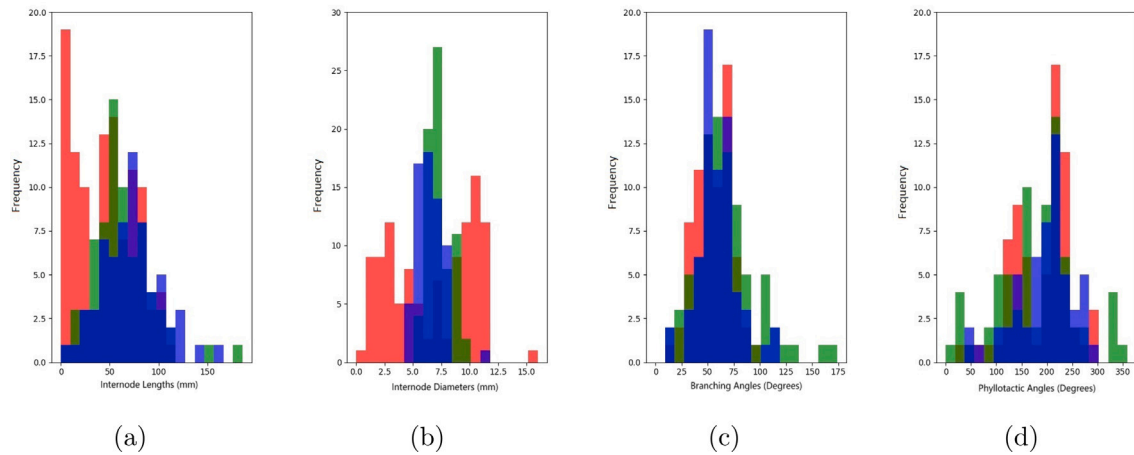 20.0
17.5
15.0
12.5
10.0
7.5
5.0
2.5
0.0
Frequency
0 50 100 150
Internode Lengths (mm)
(a)
30
25
20
15
10
5
0
Frequency
0.0 2.5 5.0 7.5 10.0 12.5 15.0
Internode Diameters (mm)
(b)
20.0
17.5
15.0
12.5
10.0
7.5
5.0
2.5
0.0
Frequency
0 25 50 75 100 125 150 175
Branching Angles (Degrees)
(c)
20.0
17.5
15.0
12.5
10.0
7.5
5.0
2.5
0.0
Frequency
0 50 100 150 200 250 300 350
Phyllotactic Angles (Degrees)
(d)